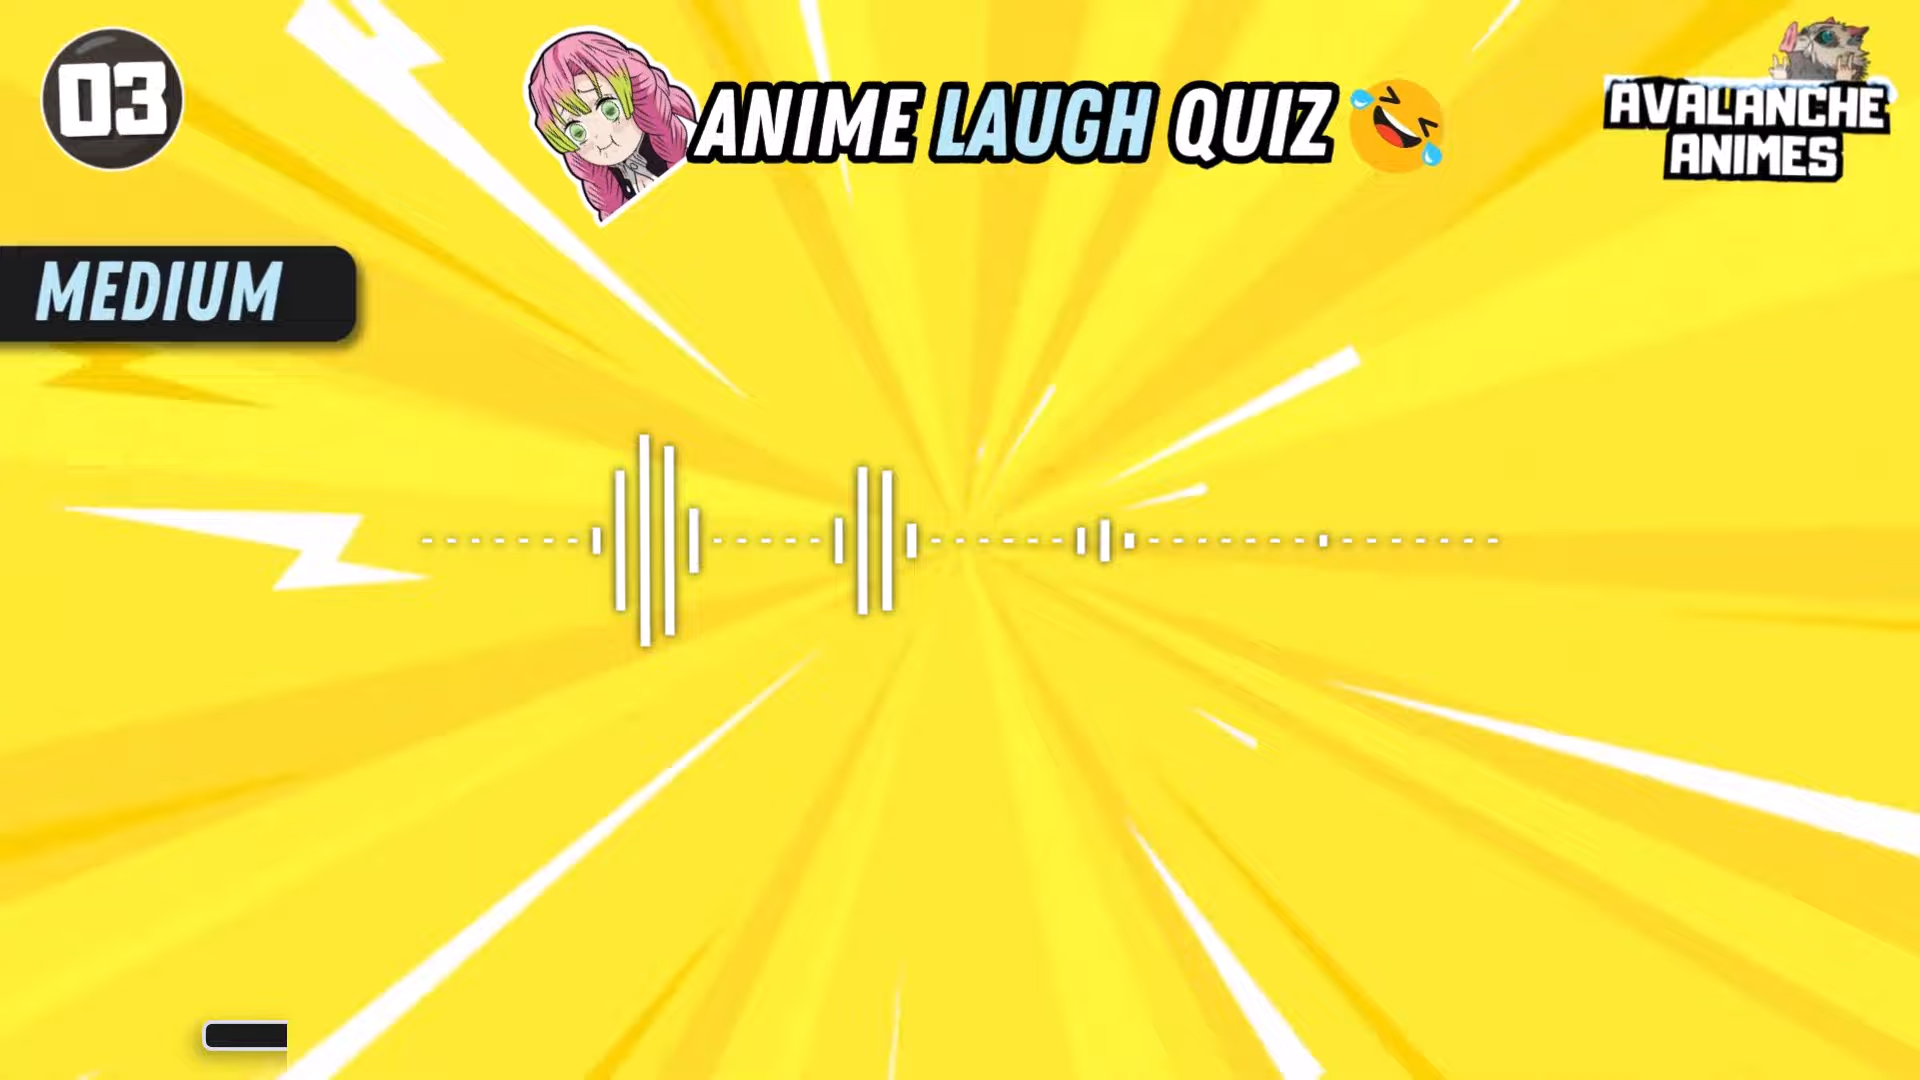 03
ANIME LAUGH QUIZ
AVALANCHE
ANIMES
MEDIUM